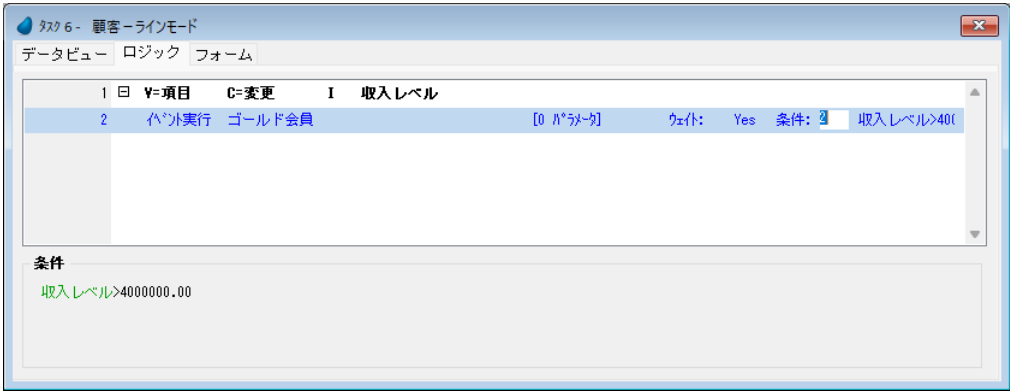 タスク 6 - 顧客－ラインモード
データビュー ロジック フォーム
1 V=項目 C=変更 I 収入レベル
2 イベント実行 ゴールド会員 [0 パラメータ] ウェイト: Yes 条件: 2 収入レベル>400
条件
収入レベル>4000000.00